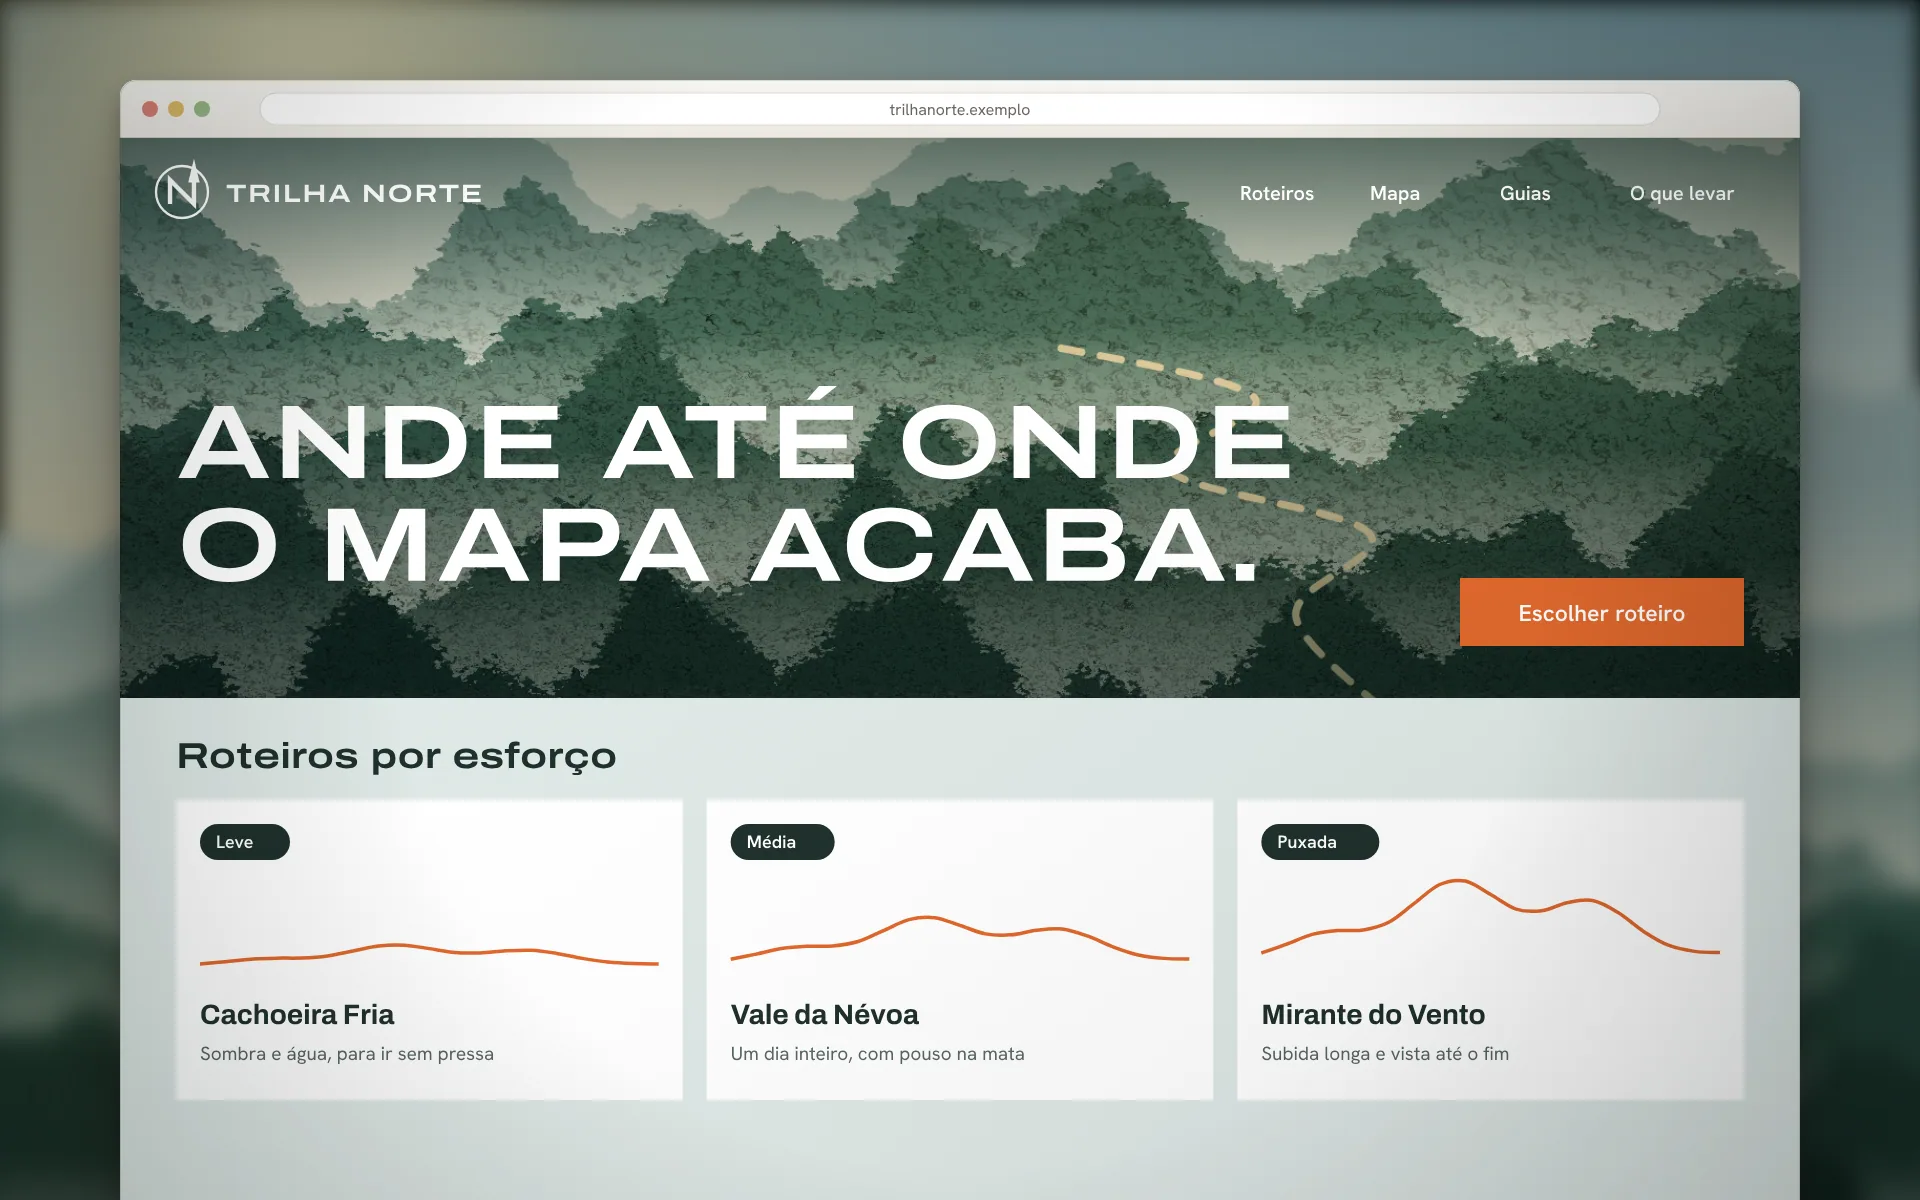 trilhanorte.exemplo
N TRILHA NORTE
Roteiros Mapa Guias O que levar
ANDE ATÉ ONDE
O MAPA ACABA.
Escolher roteiro
Roteiros por esforço
Leve
Cachoeira Fria
Sombra e água, para ir sem pressa
Média
Vale da Névoa
Um dia inteiro, com pouso na mata
Puxada
Mirante do Vento
Subida longa e vista até o fim